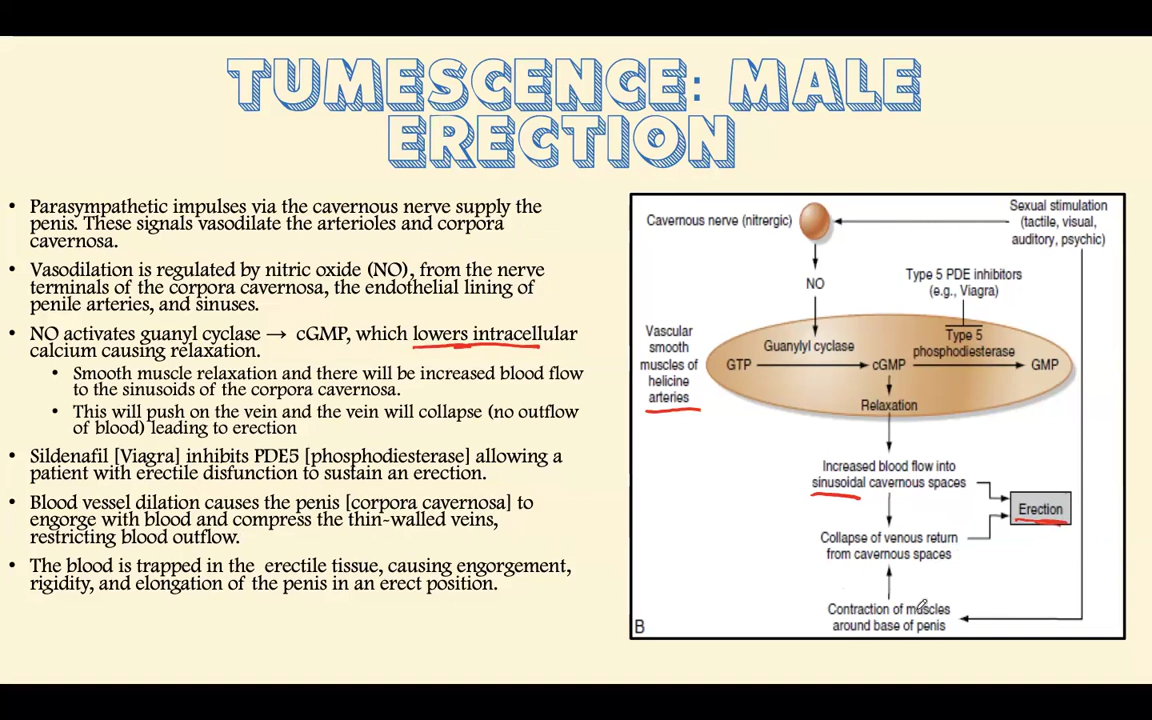 TUMESCENCE: MALE
ERECTION
• Parasympathetic impulses via the cavernous nerve supply the
penis. These signals vasodilate the arterioles and corpora
cavernosa.
• Vasodilation is regulated by nitric oxide (NO), from the nerve
terminals of the corpora cavernosa, the endothelial lining of
penile arteries, and sinuses.
• NO activates guanyl cyclase → cGMP, which lowers intracellular
calcium causing relaxation.
• Smooth muscle relaxation and there will be increased blood flow
to the sinusoids of the corpora cavernosa.
• This will push on the vein and the vein will collapse (no outflow
of blood) leading to erection
• Sildenafil [Viagra] inhibits PDE5 [phosphodiesterase] allowing a
patient with erectile disfunction to sustain an erection.
• Blood vessel dilation causes the penis [corpora cavernosa] to
engorge with blood and compress the thin-walled veins,
restricting blood outflow.
• The blood is trapped in the erectile tissue, causing engorgement,
rigidity, and elongation of the penis in an erect position.
Cavernous nerve (nitrergic)
Sexual stimulation
(tactile, visual,
auditory, psychic)
NO
Type 5 PDE inhibitors
(e.g., Viagra)
Vascular
smooth
muscles of
helicine
arteries
Guanylyl cyclase
Type 5
phosphodiesterase
GTP
cGMP
GMP
Relaxation
Increased blood flow into
sinusoidal cavernous spaces
Erection
Collapse of venous return
from cavernous spaces
Contraction of muscles
around base of penis
B